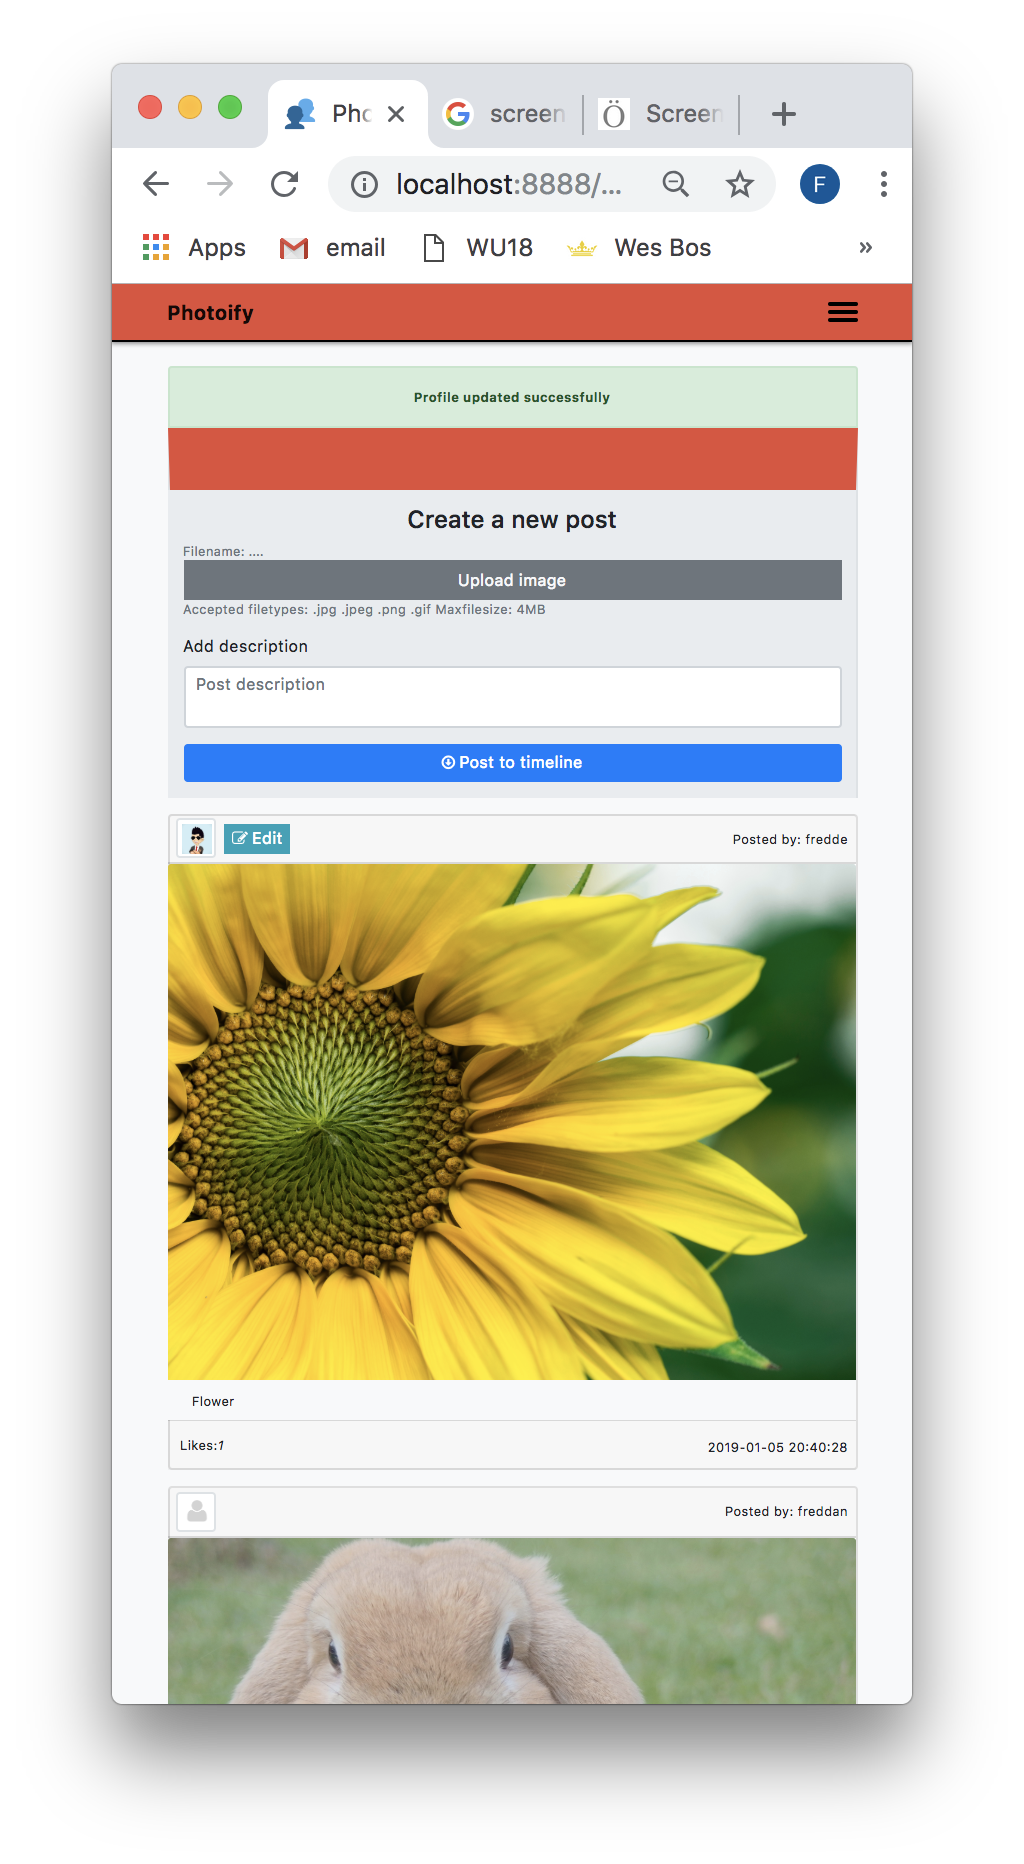 Pho
screen
Ö
Screen
localhost:8888/...
F
Apps
email
WU18
Wes Bos
»
Photoify
Profile updated successfully
Create a new post
Filename: ....
Upload image
Accepted filetypes: .jpg .jpeg .png .gif Maxfilesize: 4MB
Add description
Post description
Post to timeline
Edit
Posted by: fredde
Flower
Likes:1
2019-01-05 20:40:28
Posted by: freddan